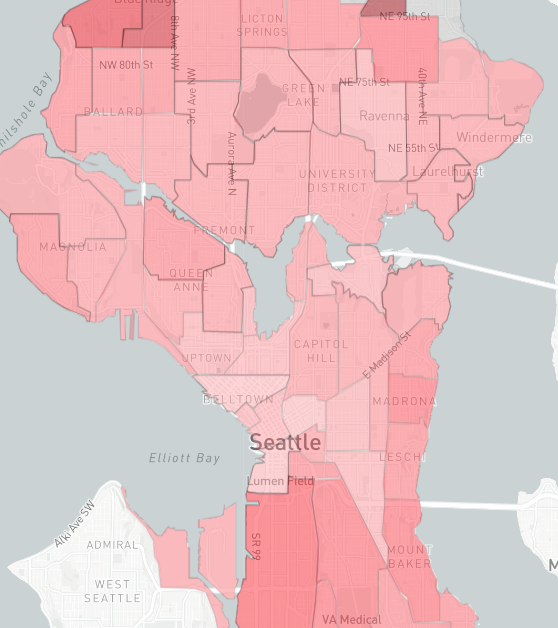 Blue Ridge
8th Ave NW
LICTON
SPRINGS
NE 95th St
NW 80th St
3rd Ave NW
GREEN
LAKE
NE 75th St
40th Ave NE
BALLARD
Ravenna
Windermere
Aurora Ave N
NE 55th St
UNIVERSITY
DISTRICT
Laurelhurst
FREMONT
MAGNOLIA
QUEEN
ANNE
UPTOWN
CAPITOL
HILL
E Madison St
BELLTOWN
MADRONA
Seattle
Elliott Bay
LESCHI
Lumen Field
Alki Ave SW
SR 99
ADMIRAL
MOUNT
BAKER
WEST
SEATTLE
VA Medical